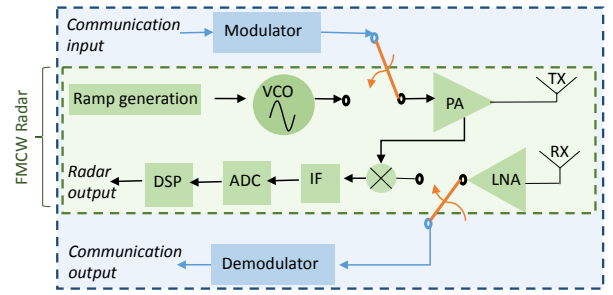 Communication input
Modulator
FMCW Radar
Ramp generation
VCO
PA
TX
Radar output
DSP
ADC
IF
LNA
RX
Communication output
Demodulator